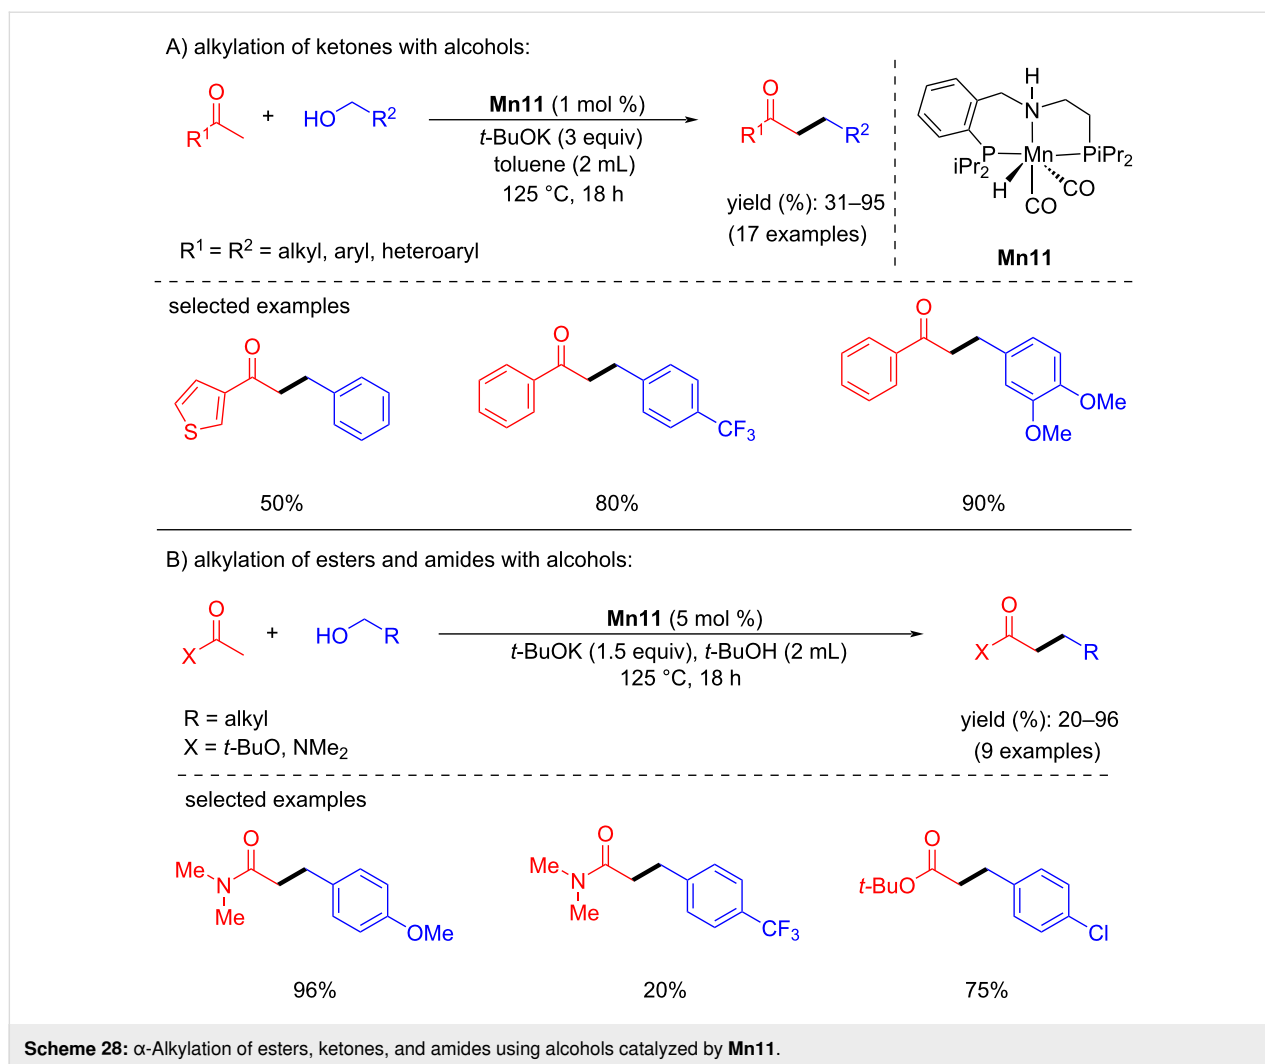 A) alkylation of ketones with alcohols:
O
R¹
+
HO
R²
Mn11 (1 mol %)
t-BuOK (3 equiv)
toluene (2 mL)
125 °C, 18 h
O
R¹
R²
yield (%): 31–95
(17 examples)
R¹ = R² = alkyl, aryl, heteroaryl
H
N
P
iPr₂
Mn
PiPr₂
H
CO
CO
Mn11
selected examples
O
S
50%
O
CF₃
80%
O
OMe
OMe
90%
B) alkylation of esters and amides with alcohols:
O
X
+
HO
R
Mn11 (5 mol %)
t-BuOK (1.5 equiv), t-BuOH (2 mL)
125 °C, 18 h
O
X
R
R = alkyl
X = t-BuO, NMe₂
yield (%): 20–96
(9 examples)
selected examples
O
Me
N
Me
OMe
96%
O
Me
N
Me
CF₃
20%
O
t-BuO
Cl
75%
Scheme 28: α-Alkylation of esters, ketones, and amides using alcohols catalyzed by Mn11.